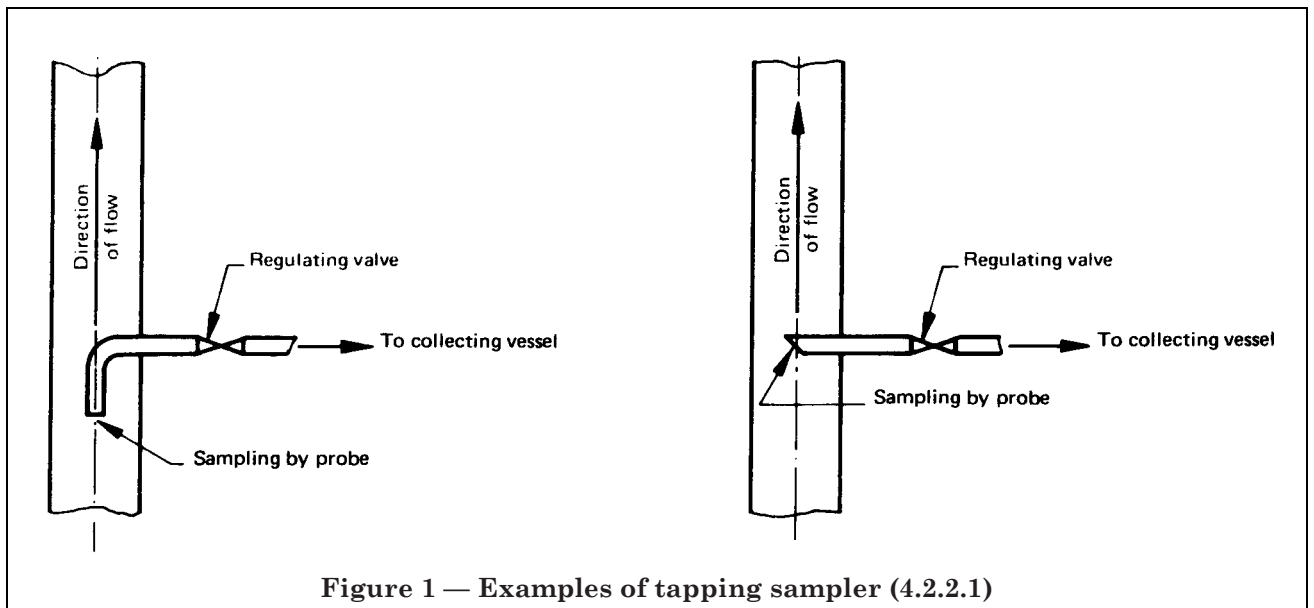 Direction
of flow
Regulating valve
To collecting vessel
Sampling by probe
Direction
of flow
Regulating valve
To collecting vessel
Sampling by probe
Figure 1 — Examples of tapping sampler (4.2.2.1)